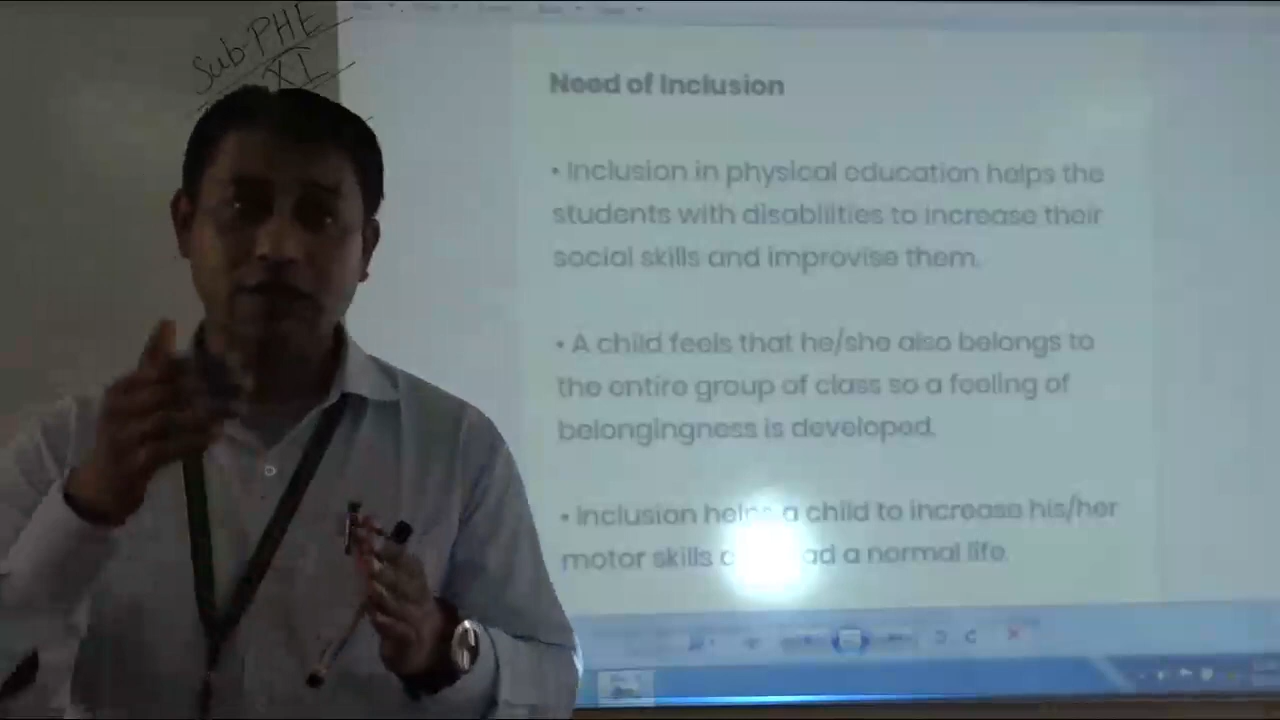 Sub-PHE
XI
Need of Inclusion
• Inclusion in physical education helps the
students with disabilities to increase their
social skills and improvise them.
• A child feels that he/she also belongs to
the entire group of class so a feeling of
belongingness is developed.
• Inclusion helps a child to increase his/her
motor skills a normal life.